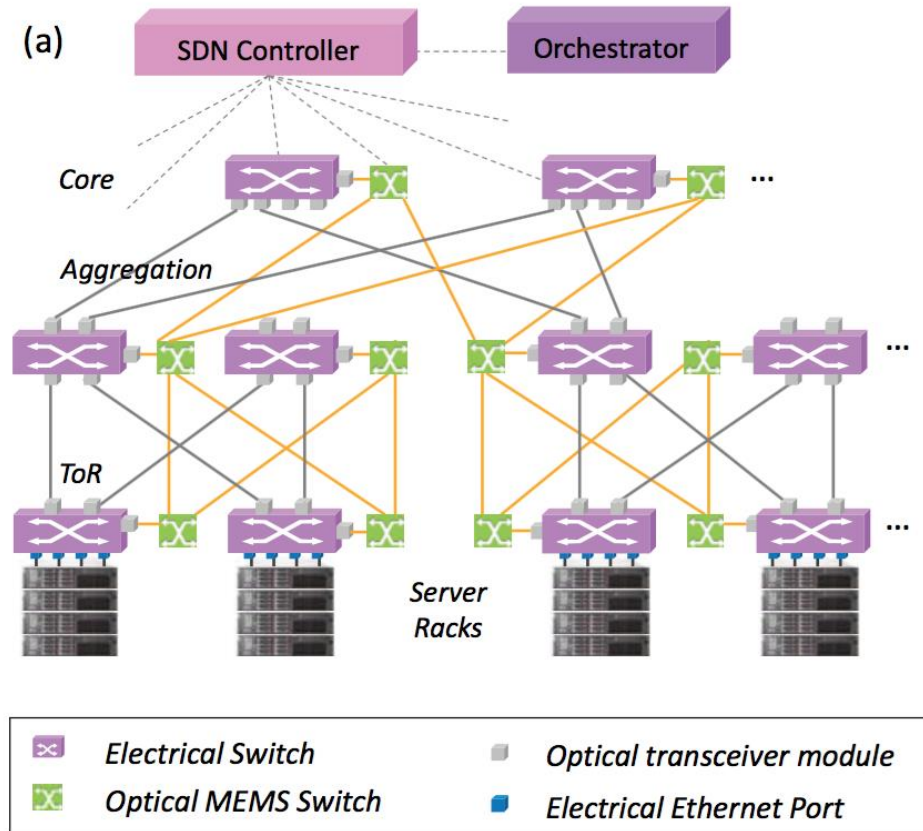 (a)
SDN Controller
Orchestrator
Core
...
Aggregation
...
ToR
...
Server
Racks
Electrical Switch
Optical transceiver module
Optical MEMS Switch
Electrical Ethernet Port